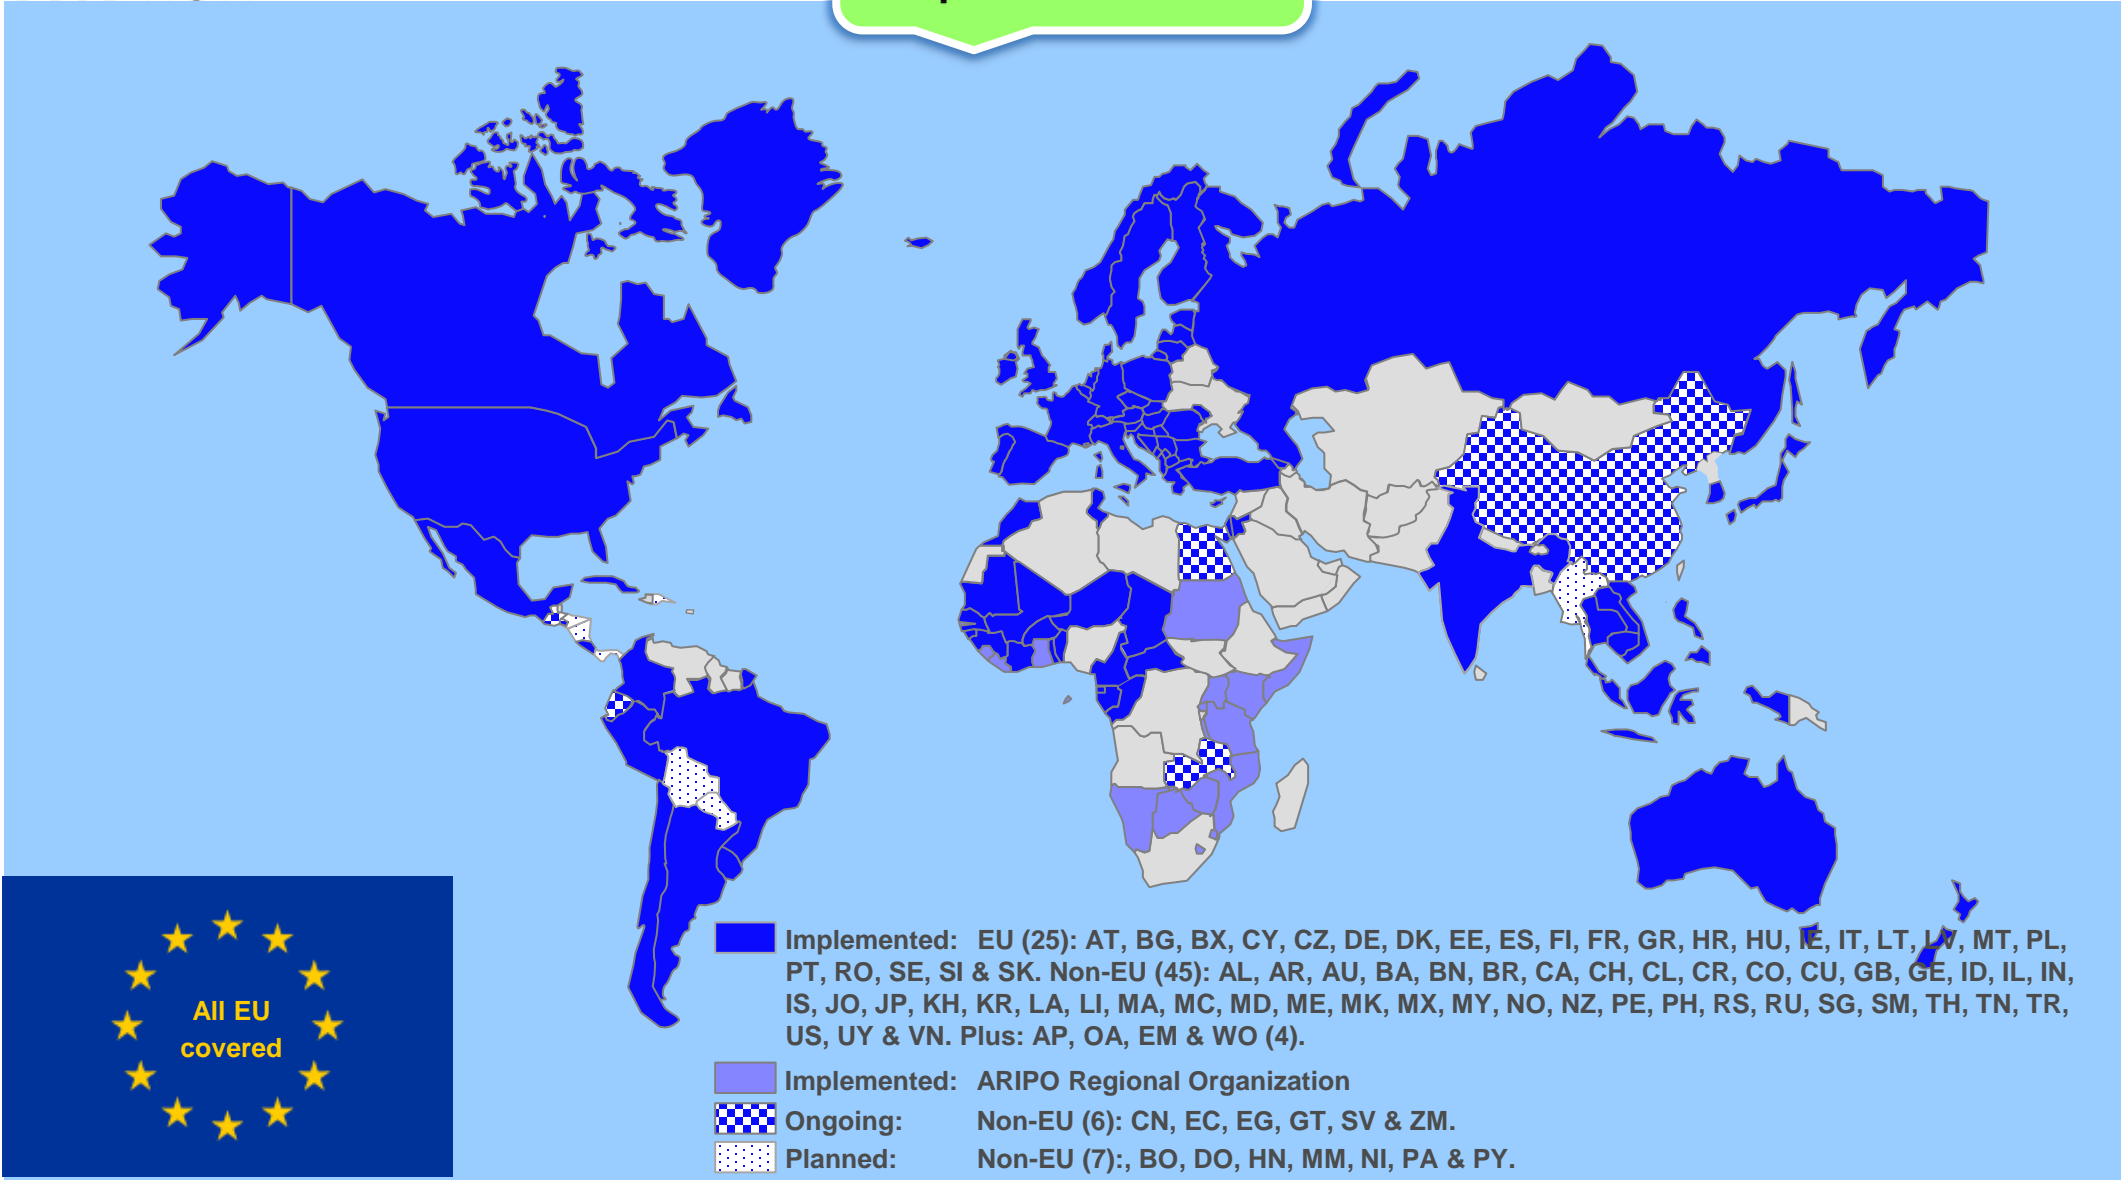 All EU
covered
Implemented: EU (25): AT, BG, BX, CY, CZ, DE, DK, EE, ES, FI, FR, GR, HR, HU, IE, IT, LT, LV, MT, PL,
PT, RO, SE, SI & SK. Non-EU (45): AL, AR, AU, BA, BN, BR, CA, CH, CL, CR, CO, CU, GB, GE, ID, IL, IN,
IS, JO, JP, KH, KR, LA, LI, MA, MC, MD, ME, MK, MX, MY, NO, NZ, PE, PH, RS, RU, SG, SM, TH, TN, TR,
US, UY & VN. Plus: AP, OA, EM & WO (4).
Implemented: ARIPO Regional Organization
Ongoing: Non-EU (6): CN, EC, EG, GT, SV & ZM.
Planned: Non-EU (7):, BO, DO, HN, MM, NI, PA & PY.